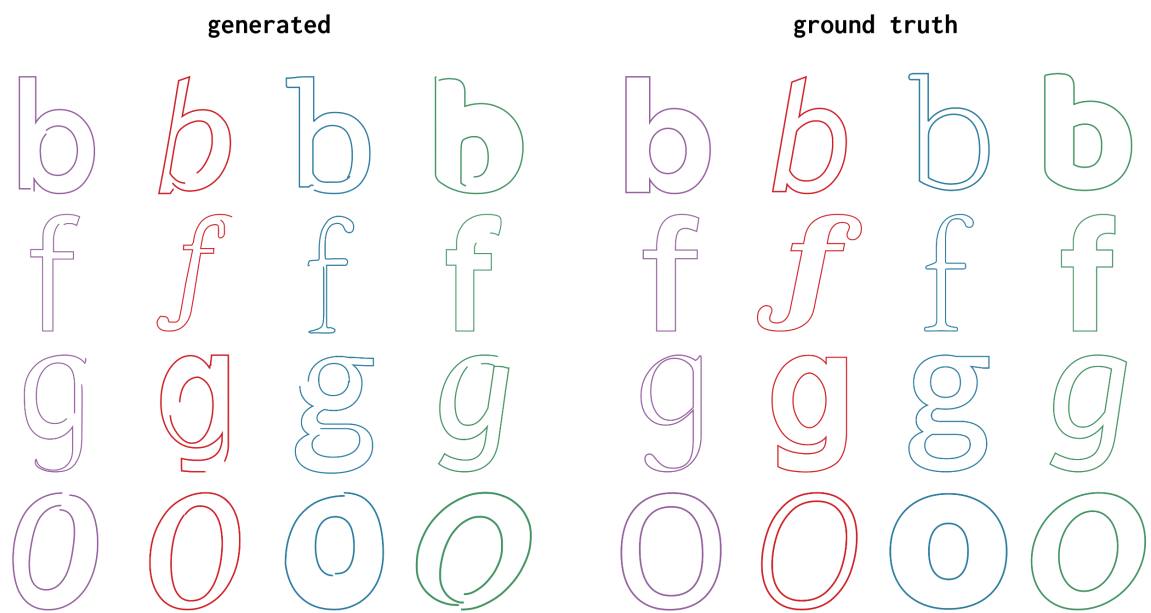 generated ground truth
b b b b b b b b
f f f f f f f f
g g g g g g g g
o o o o o o o o